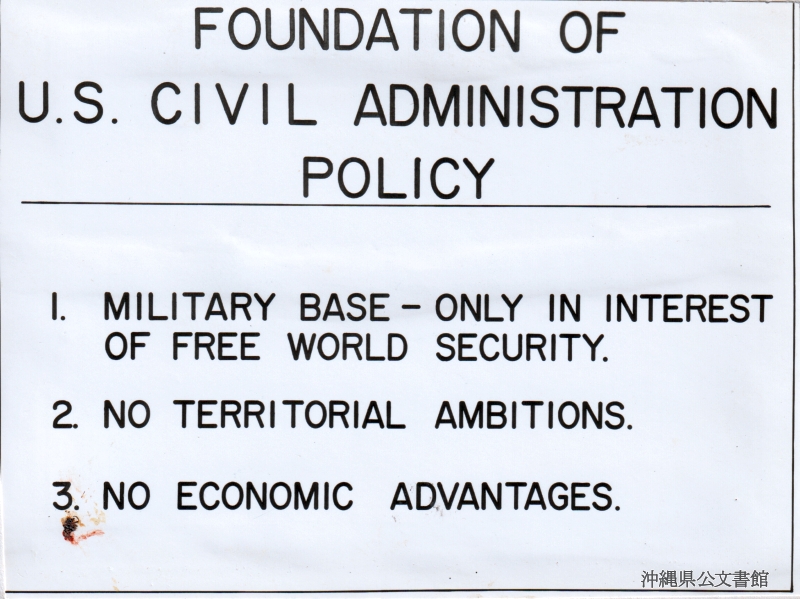 FOUNDATION OF
U.S. CIVIL ADMINISTRATION
POLICY
1. MILITARY BASE – ONLY IN INTEREST
OF FREE WORLD SECURITY.
2. NO TERRITORIAL AMBITIONS.
3. NO ECONOMIC ADVANTAGES.
沖縄県公文書館